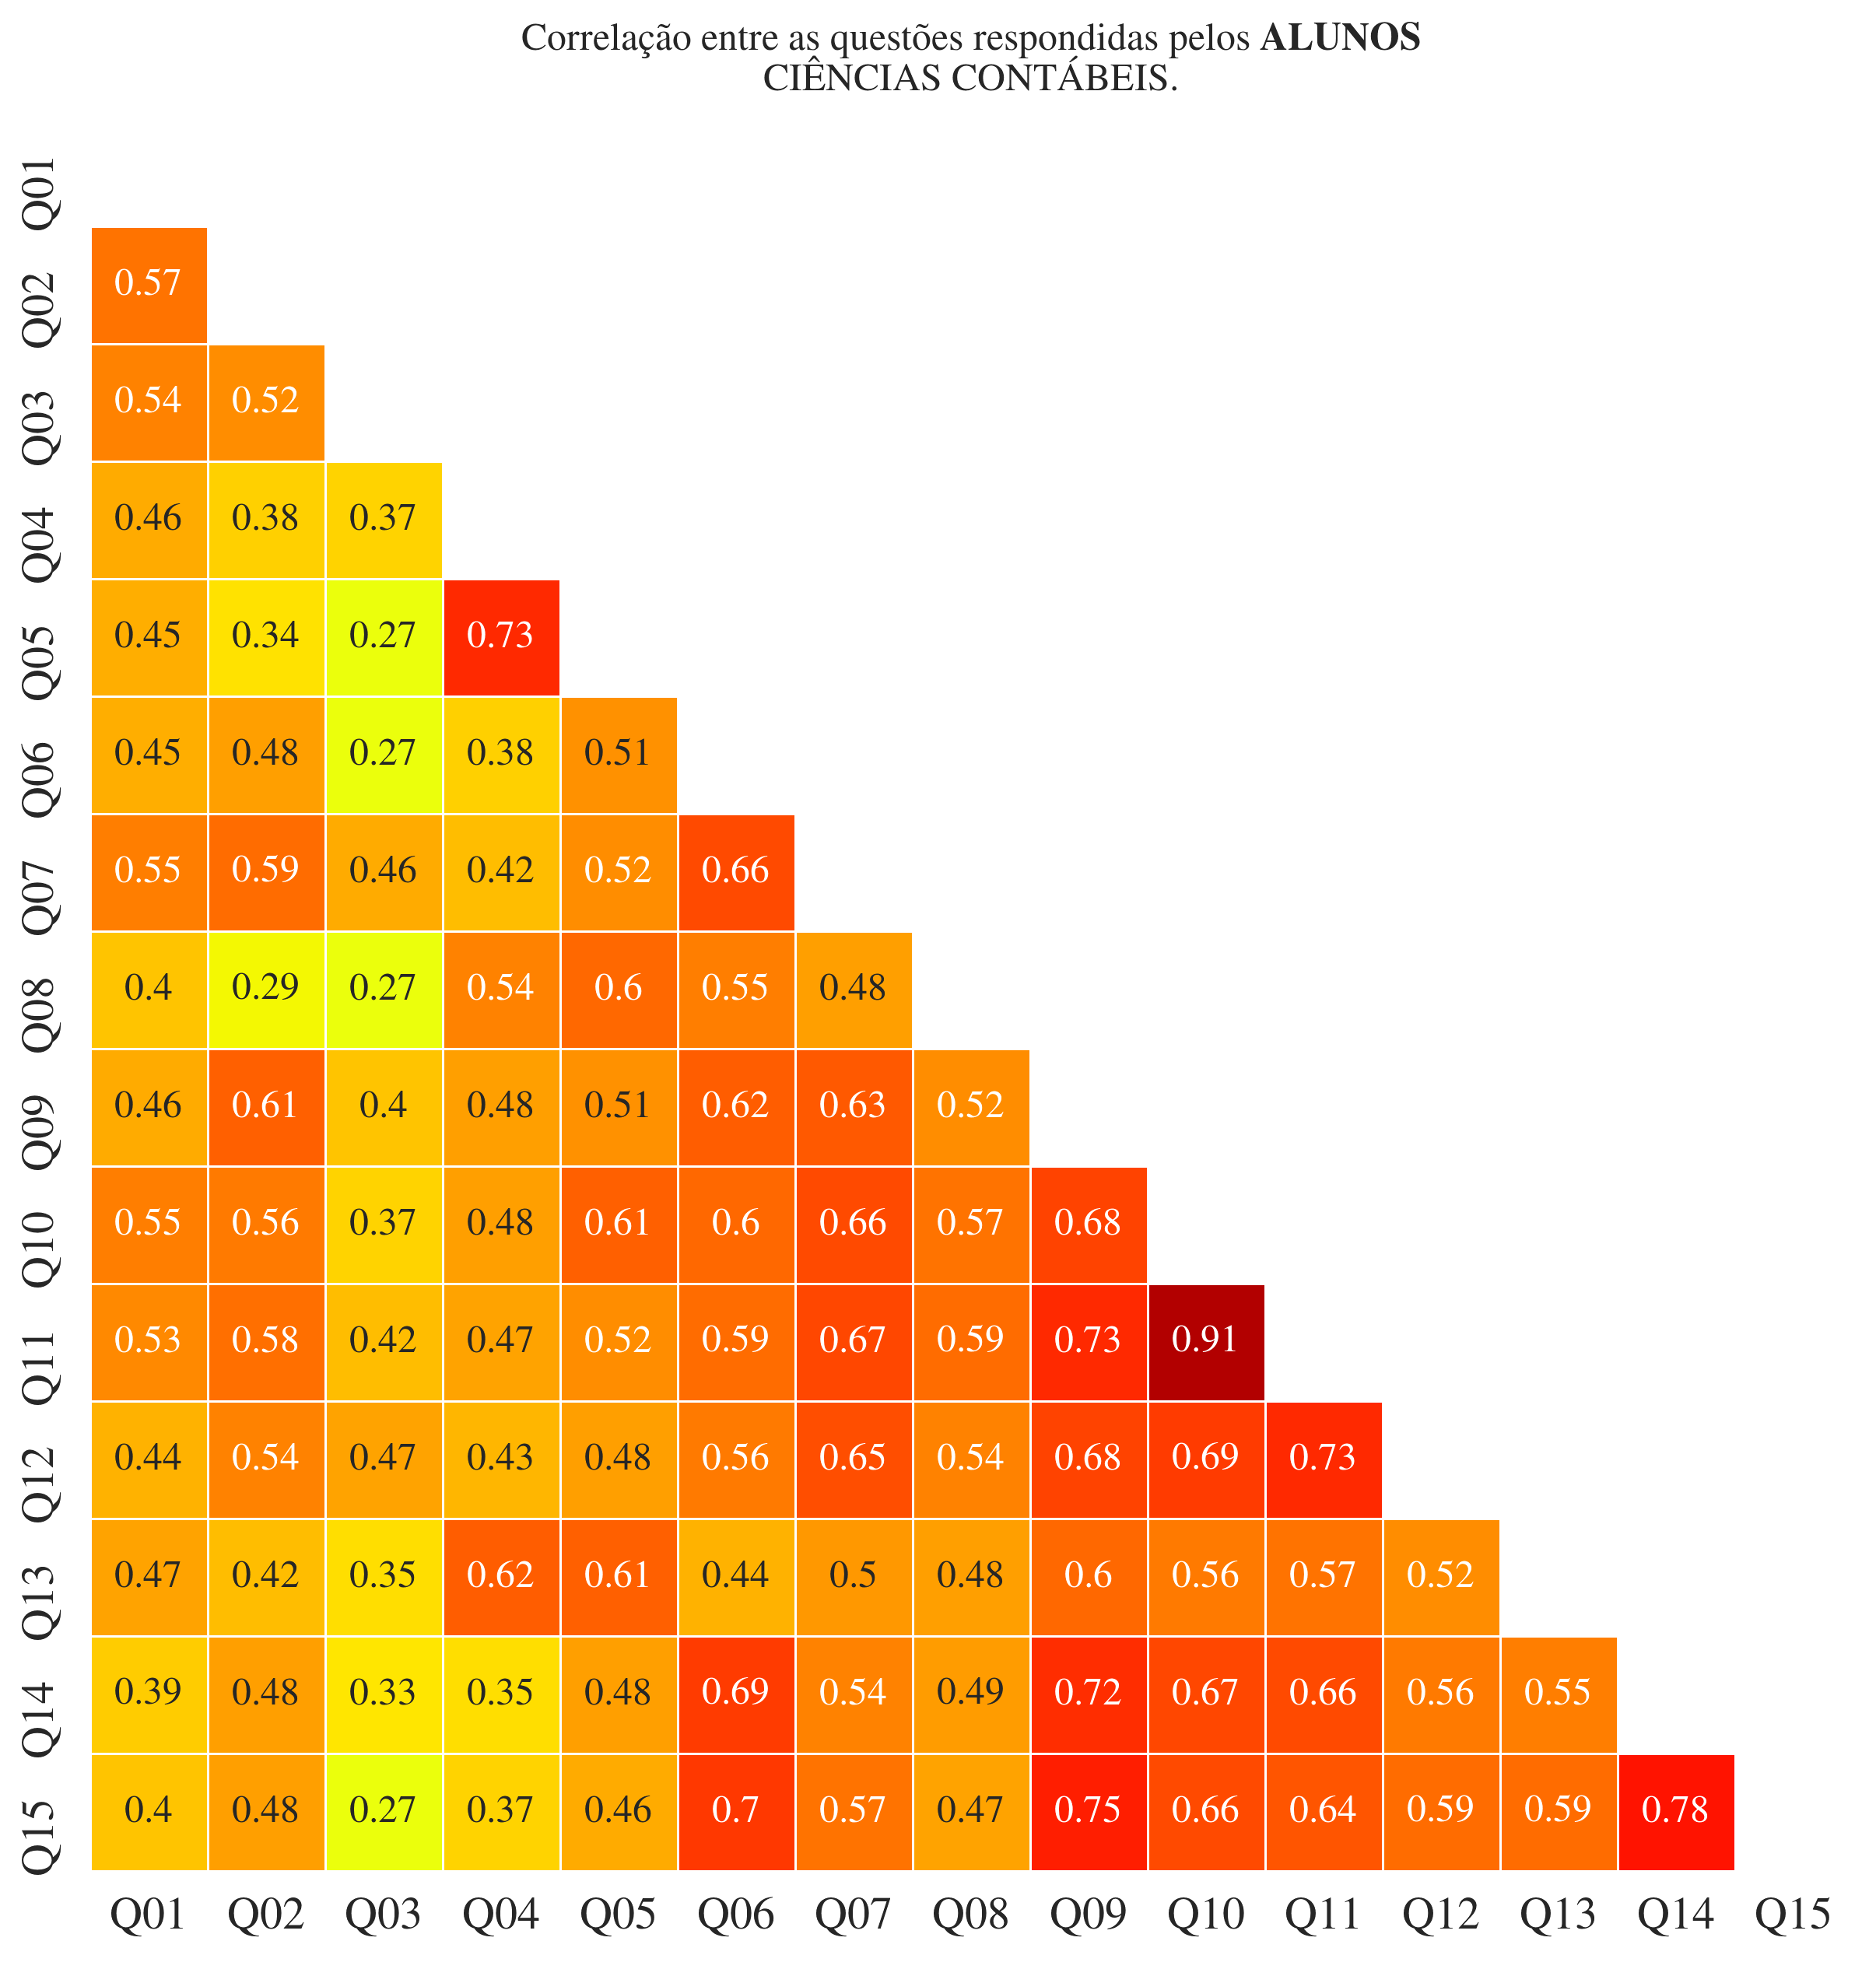 Correlação entre as questões respondidas pelos ALUNOS
CIÊNCIAS CONTÁBEIS.
Q01
Q02 0.57
Q03 0.54 0.52
Q04 0.46 0.38 0.37
Q05 0.45 0.34 0.27 0.73
Q06 0.45 0.48 0.27 0.38 0.51
Q07 0.55 0.59 0.46 0.42 0.52 0.66
Q08 0.4 0.29 0.27 0.54 0.6 0.55 0.48
Q09 0.46 0.61 0.4 0.48 0.51 0.62 0.63 0.52
Q10 0.55 0.56 0.37 0.48 0.61 0.6 0.66 0.57 0.68
Q11 0.53 0.58 0.42 0.47 0.52 0.59 0.67 0.59 0.73 0.91
Q12 0.44 0.54 0.47 0.43 0.48 0.56 0.65 0.54 0.68 0.69 0.73
Q13 0.47 0.42 0.35 0.62 0.61 0.44 0.5 0.48 0.6 0.56 0.57 0.52
Q14 0.39 0.48 0.33 0.35 0.48 0.69 0.54 0.49 0.72 0.67 0.66 0.56 0.55
Q15 0.4 0.48 0.27 0.37 0.46 0.7 0.57 0.47 0.75 0.66 0.64 0.59 0.59 0.78
Q01 Q02 Q03 Q04 Q05 Q06 Q07 Q08 Q09 Q10 Q11 Q12 Q13 Q14 Q15